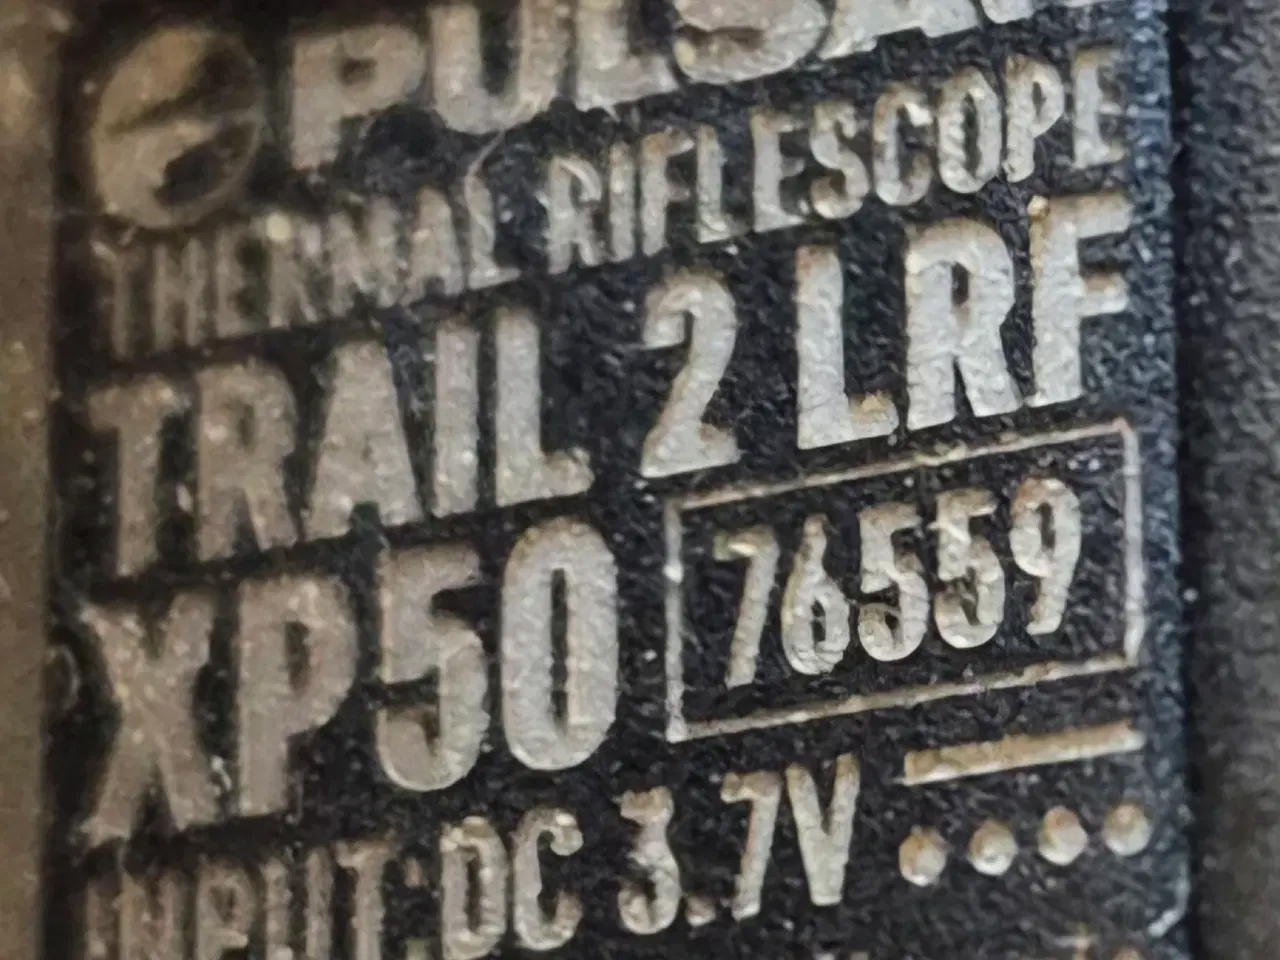 PULSAR
THERMAL RIFLESCOPE
TRAIL 2 LRF
XP50 76559
INPUT: DC 3.7V